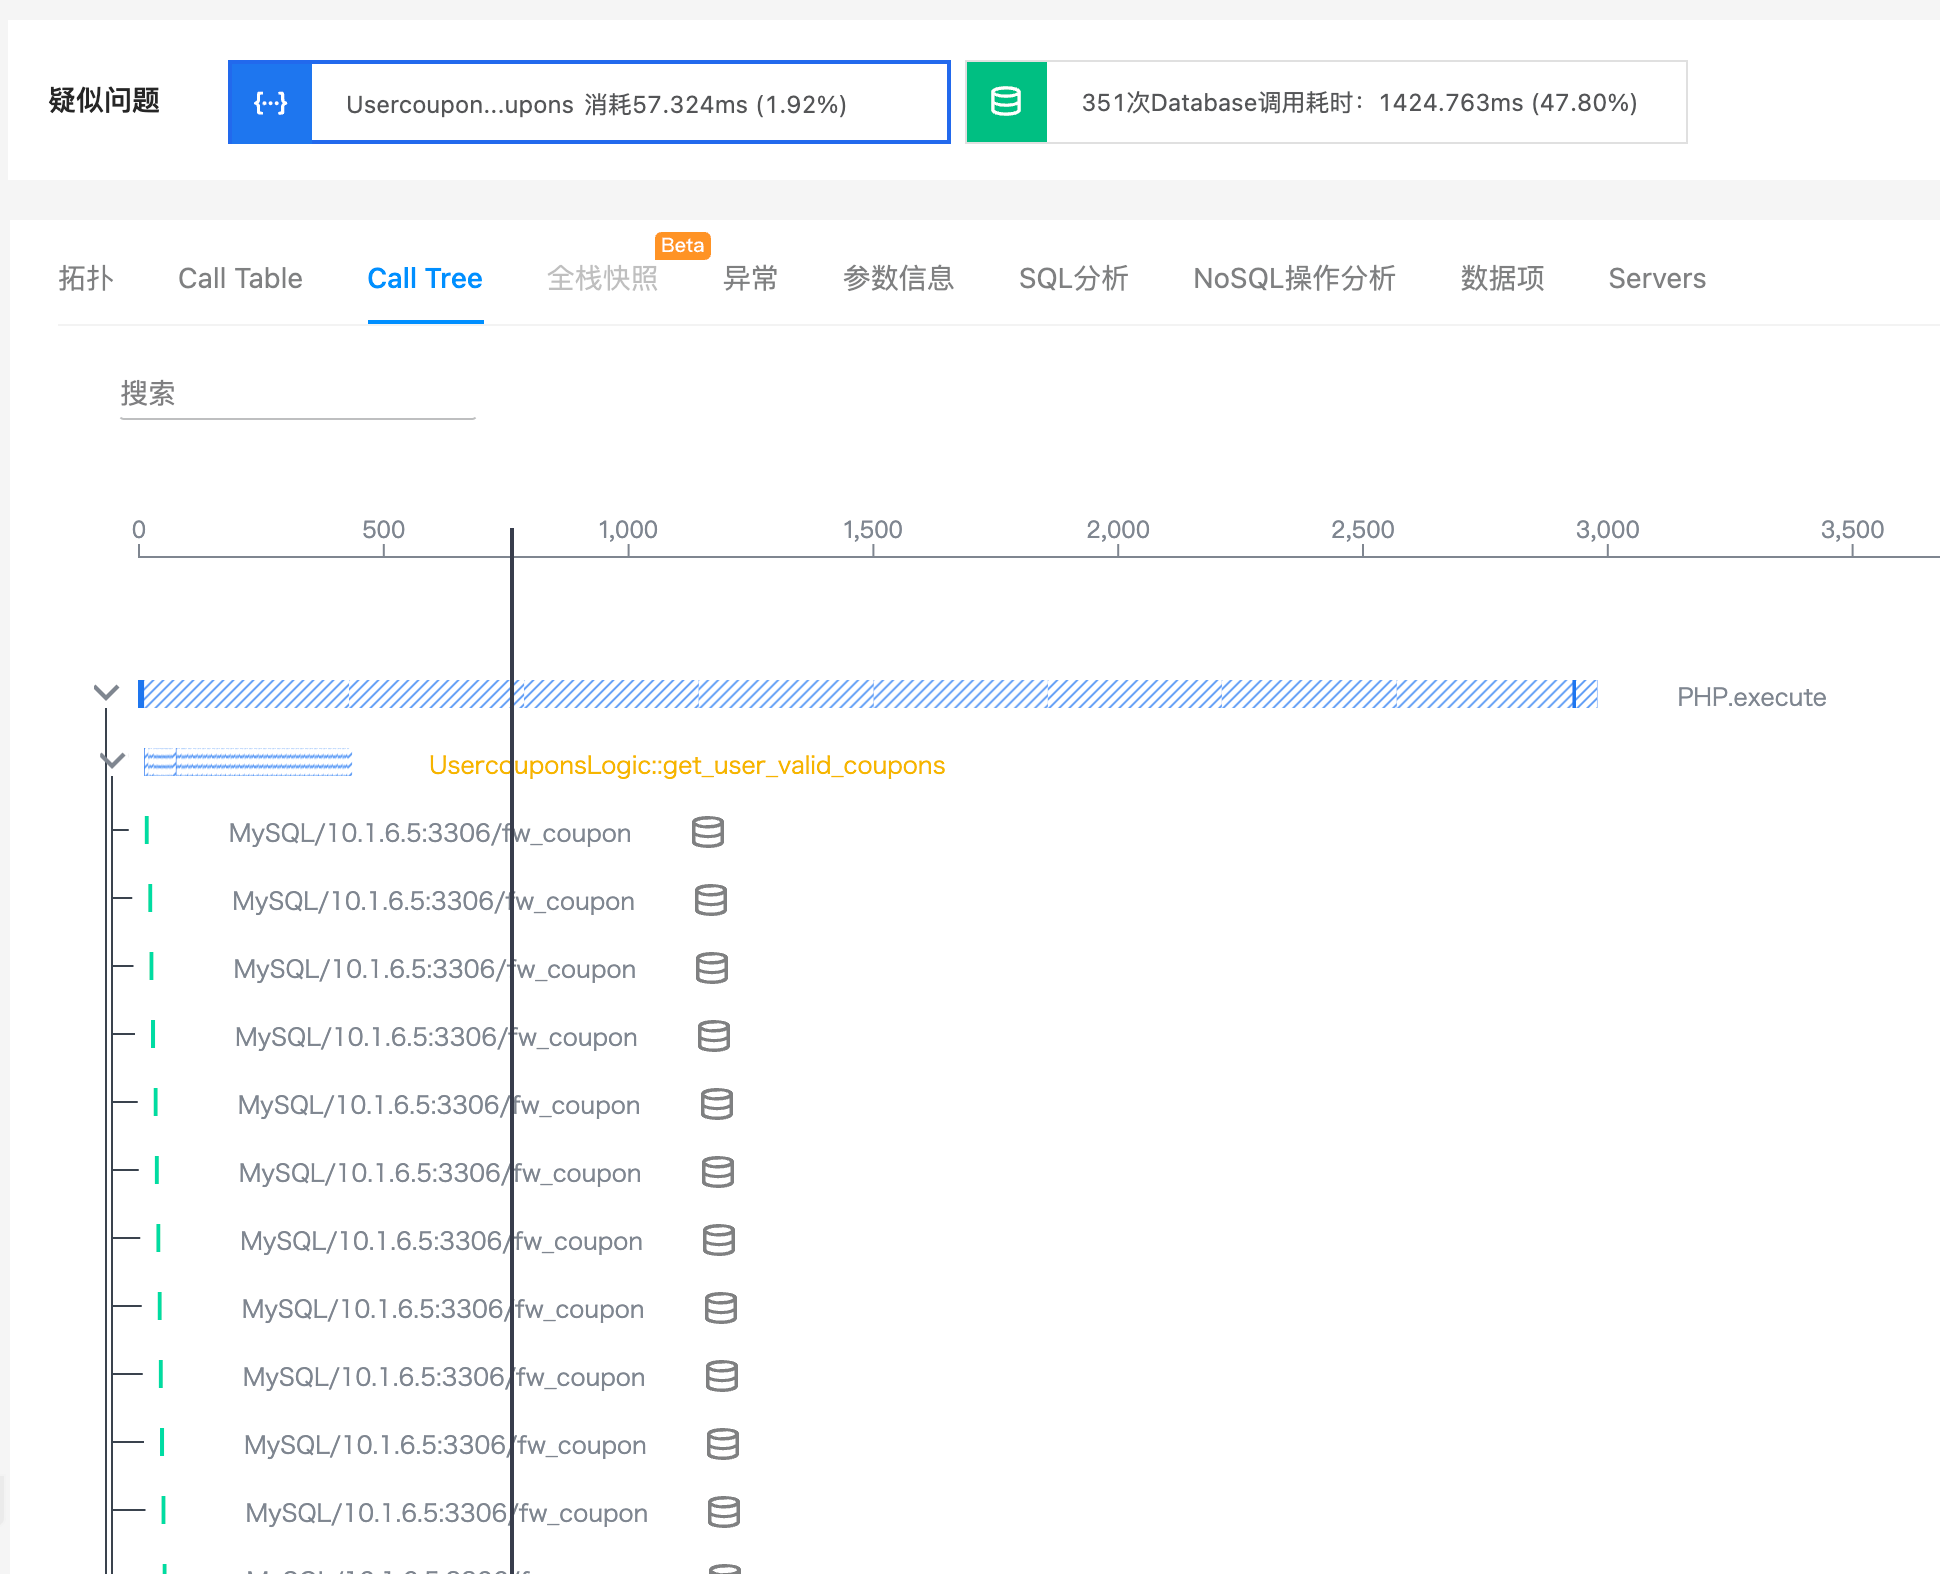 疑似问题
{···} Usercoupon...upons 消耗57.324ms (1.92%)
351次Database调用耗时：1424.763ms (47.80%)
Beta
拓扑 Call Table Call Tree 全栈快照 异常 参数信息 SQL分析 NoSQL操作分析 数据项 Servers
搜索
0 500 1,000 1,500 2,000 2,500 3,000 3,500
PHP.execute
UsercouponsLogic::get_user_valid_coupons
MySQL/10.1.6.5:3306/fw_coupon
MySQL/10.1.6.5:3306/fw_coupon
MySQL/10.1.6.5:3306/fw_coupon
MySQL/10.1.6.5:3306/fw_coupon
MySQL/10.1.6.5:3306/fw_coupon
MySQL/10.1.6.5:3306/fw_coupon
MySQL/10.1.6.5:3306/fw_coupon
MySQL/10.1.6.5:3306/fw_coupon
MySQL/10.1.6.5:3306/fw_coupon
MySQL/10.1.6.5:3306/fw_coupon
MySQL/10.1.6.5:3306/fw_coupon